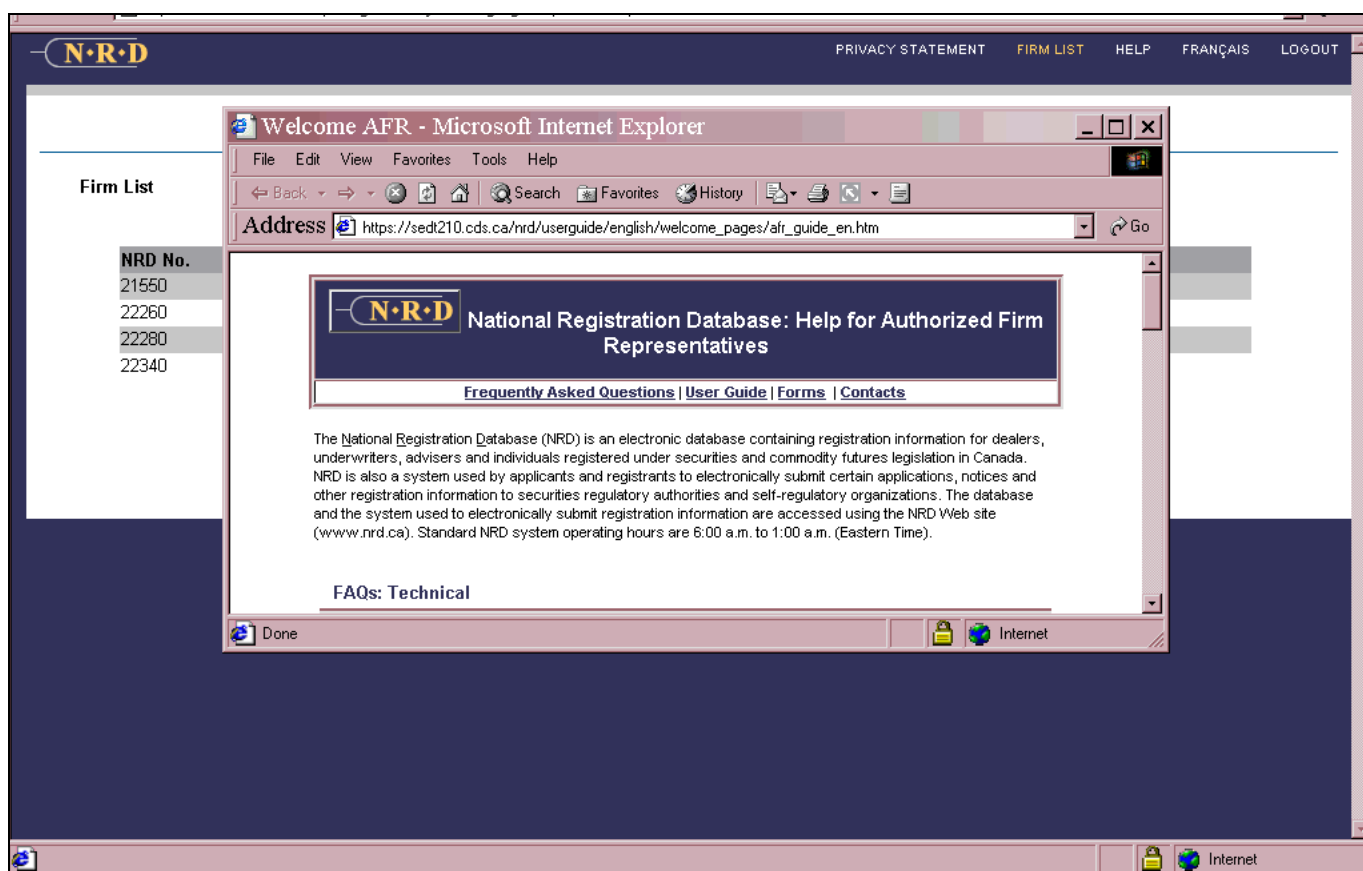 N•R•D
PRIVACY STATEMENT FIRM LIST HELP FRANÇAIS LOGOUT
Firm List
NRD No.
21550
22260
22280
22340
Welcome AFR - Microsoft Internet Explorer
File Edit View Favorites Tools Help
Back Search Favorites History
Address https://sedt210.cds.ca/nrd/userguide/english/welcome_pages/afr_guide_en.htm Go
N•R•D National Registration Database: Help for Authorized Firm
Representatives
Frequently Asked Questions | User Guide | Forms | Contacts
The National Registration Database (NRD) is an electronic database containing registration information for dealers,
underwriters, advisers and individuals registered under securities and commodity futures legislation in Canada.
NRD is also a system used by applicants and registrants to electronically submit certain applications, notices and
other registration information to securities regulatory authorities and self-regulatory organizations. The database
and the system used to electronically submit registration information are accessed using the NRD Web site
(www.nrd.ca). Standard NRD system operating hours are 6:00 a.m. to 1:00 a.m. (Eastern Time).
FAQs: Technical
Done Internet
Internet